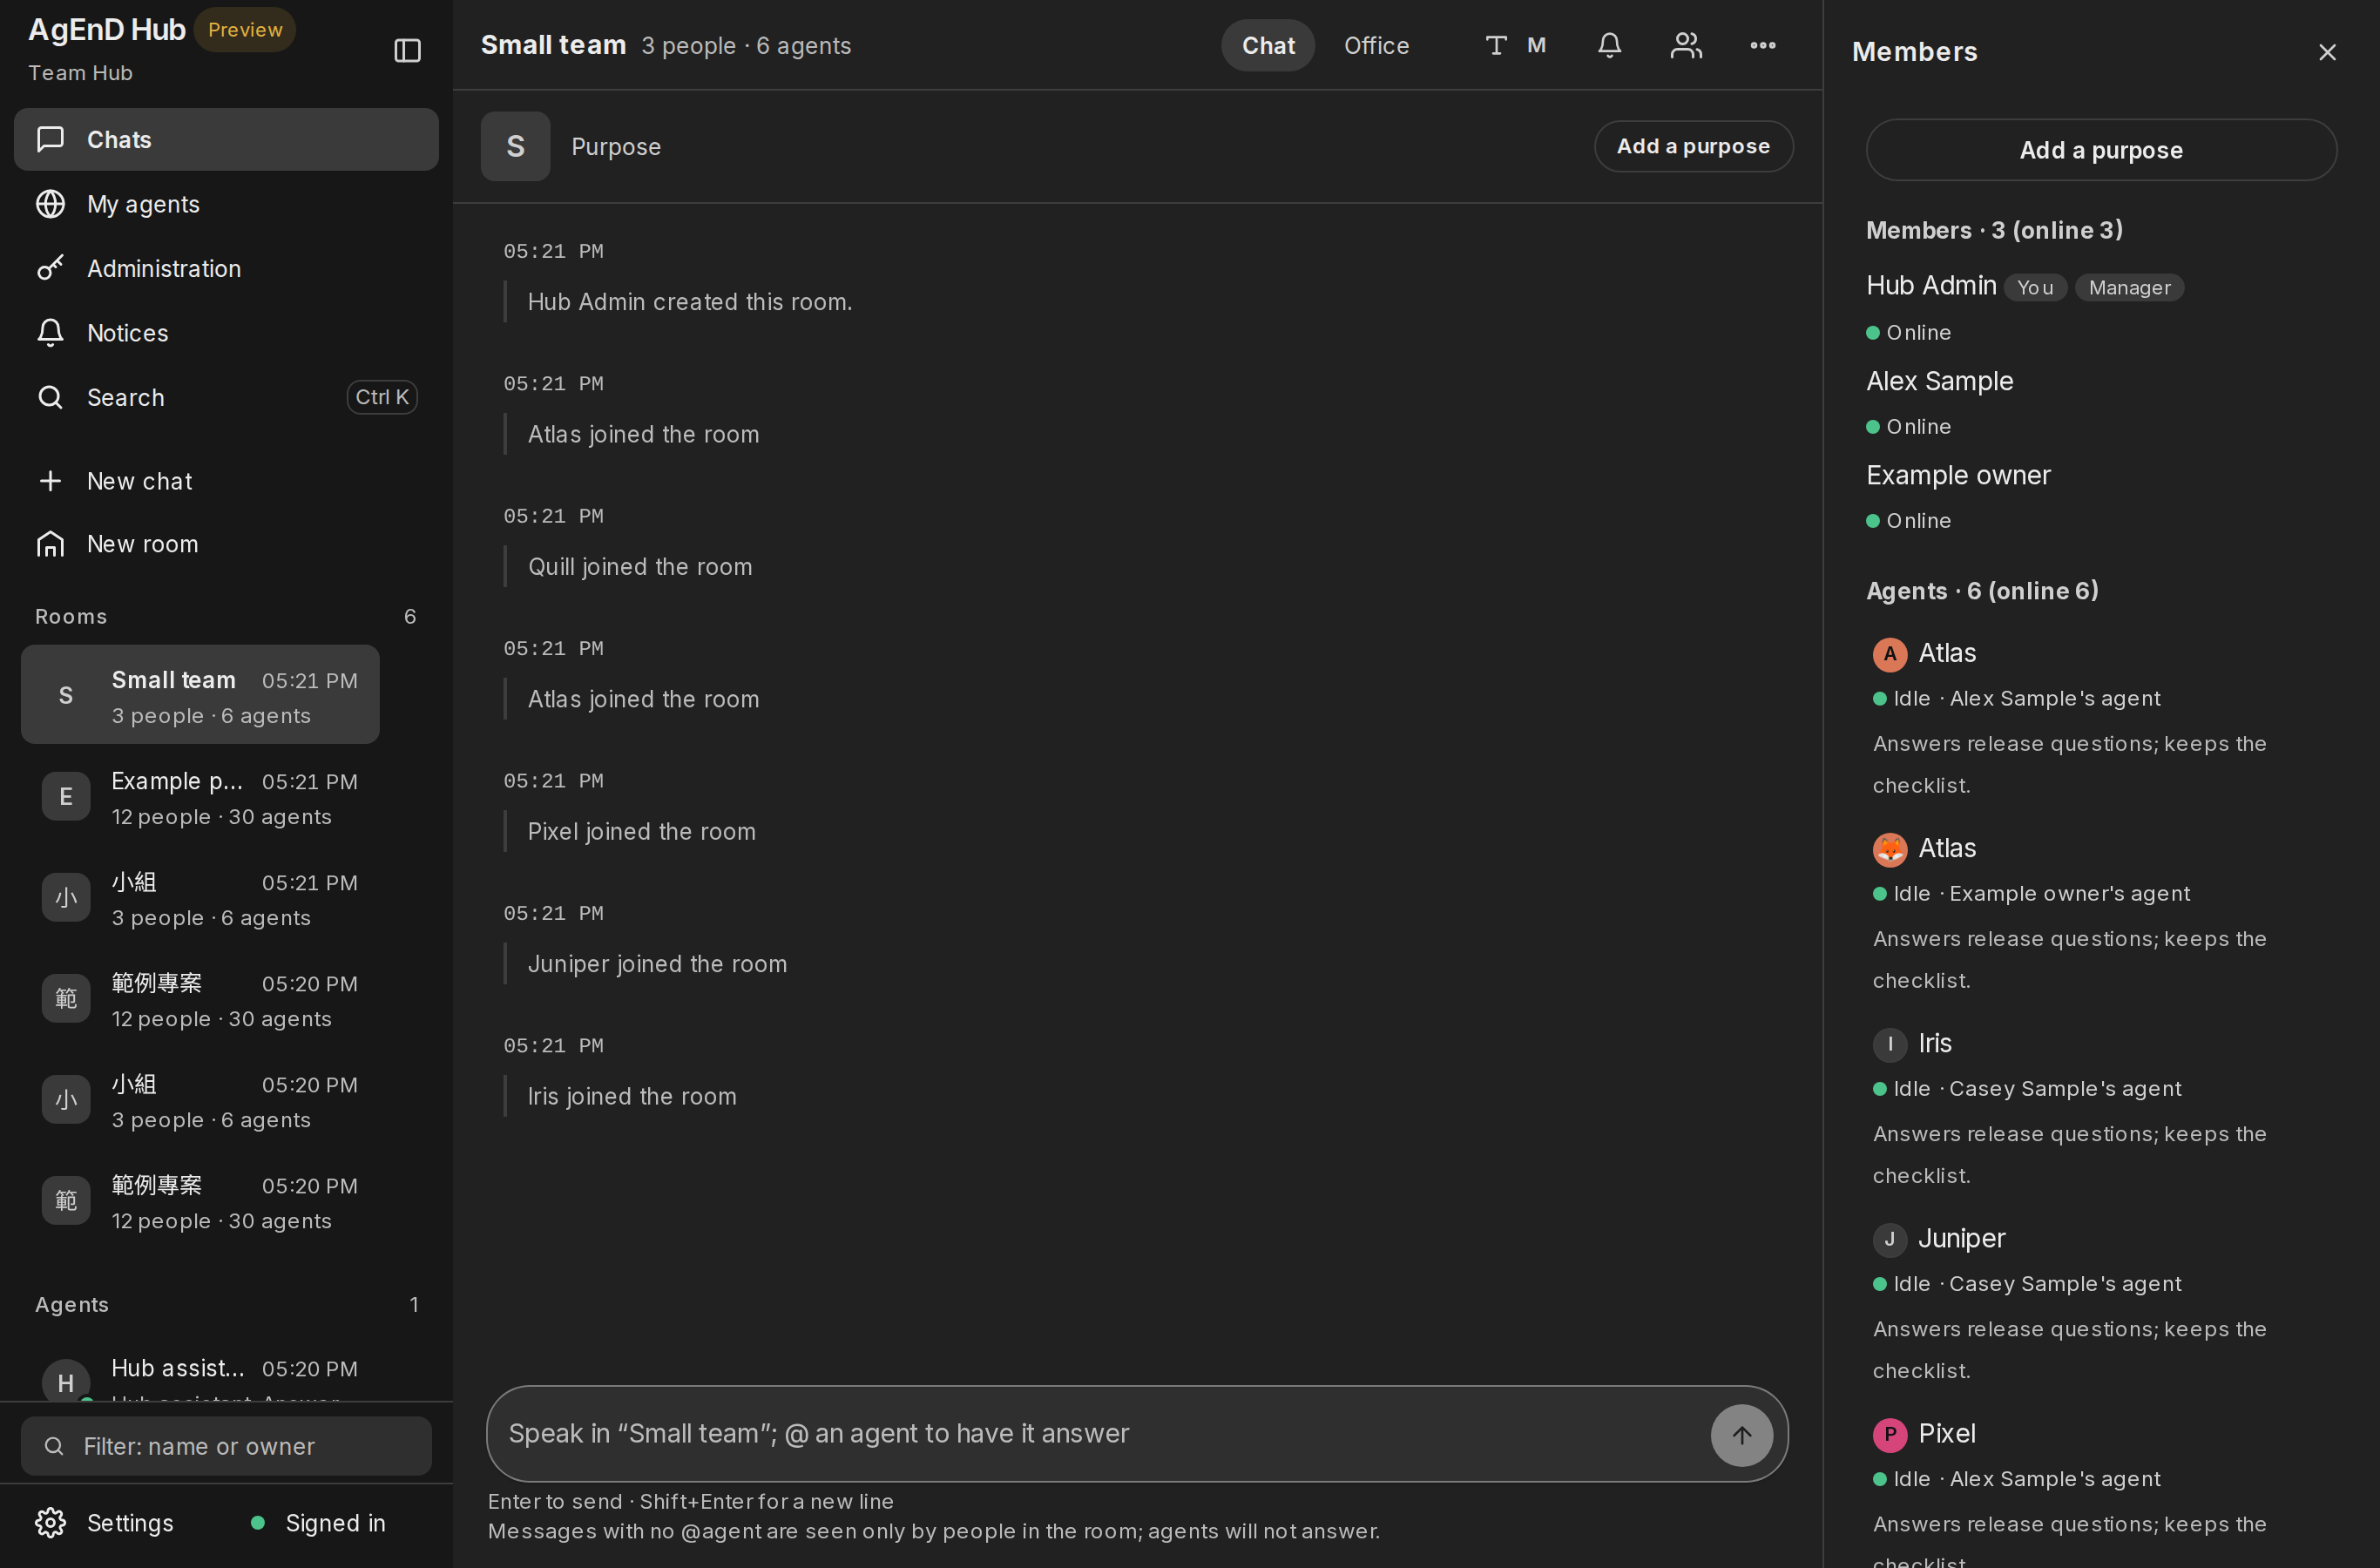 AgEnD Hub Preview
Team Hub
Chats
My agents
Administration
Notices
Search Ctrl K
New chat
New room
Rooms 6
S Small team 05:21 PM
3 people · 6 agents
E Example p... 05:21 PM
12 people · 30 agents
小 小組 05:21 PM
3 people · 6 agents
範 範例專案 05:20 PM
12 people · 30 agents
小 小組 05:20 PM
3 people · 6 agents
範 範例專案 05:20 PM
12 people · 30 agents
Agents 1
H Hub assist... 05:20 PM
Filter: name or owner
Settings Signed in
Small team 3 people · 6 agents Chat Office T M
S Purpose Add a purpose
05:21 PM
Hub Admin created this room.
05:21 PM
Atlas joined the room
05:21 PM
Quill joined the room
05:21 PM
Atlas joined the room
05:21 PM
Pixel joined the room
05:21 PM
Juniper joined the room
05:21 PM
Iris joined the room
Speak in “Small team”; @ an agent to have it answer
Enter to send · Shift+Enter for a new line
Messages with no @agent are seen only by people in the room; agents will not answer.
Members
Add a purpose
Members · 3 (online 3)
Hub Admin You Manager
Online
Alex Sample
Online
Example owner
Online
Agents · 6 (online 6)
A Atlas
Idle · Alex Sample's agent
Answers release questions; keeps the
checklist.
Atlas
Idle · Example owner's agent
Answers release questions; keeps the
checklist.
I Iris
Idle · Casey Sample's agent
Answers release questions; keeps the
checklist.
J Juniper
Idle · Casey Sample's agent
Answers release questions; keeps the
checklist.
P Pixel
Idle · Alex Sample's agent
Answers release questions; keeps the
checklist.